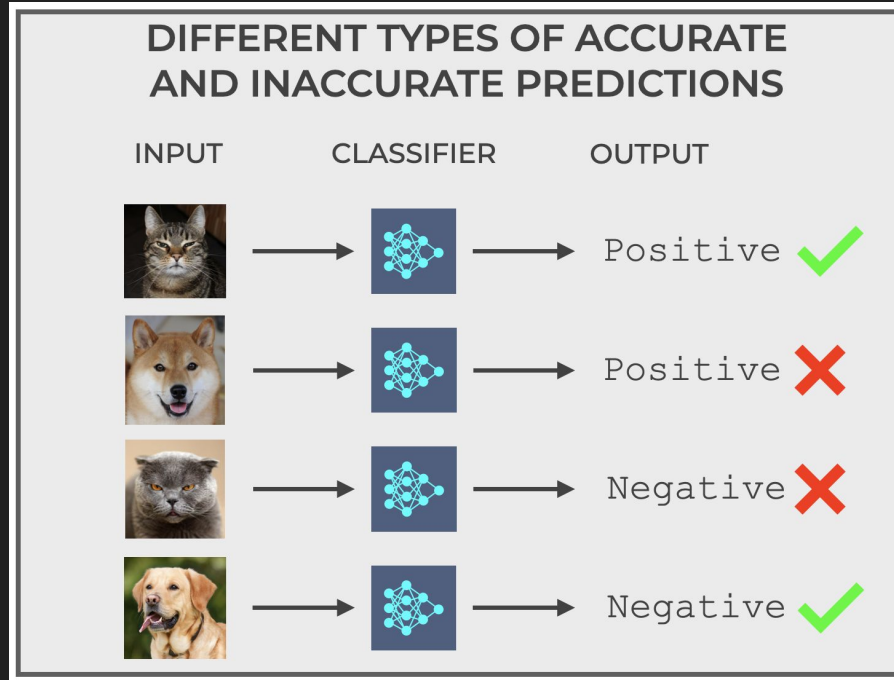 DIFFERENT TYPES OF ACCURATE
AND INACCURATE PREDICTIONS
INPUT CLASSIFIER OUTPUT
Positive
Positive
Negative
Negative